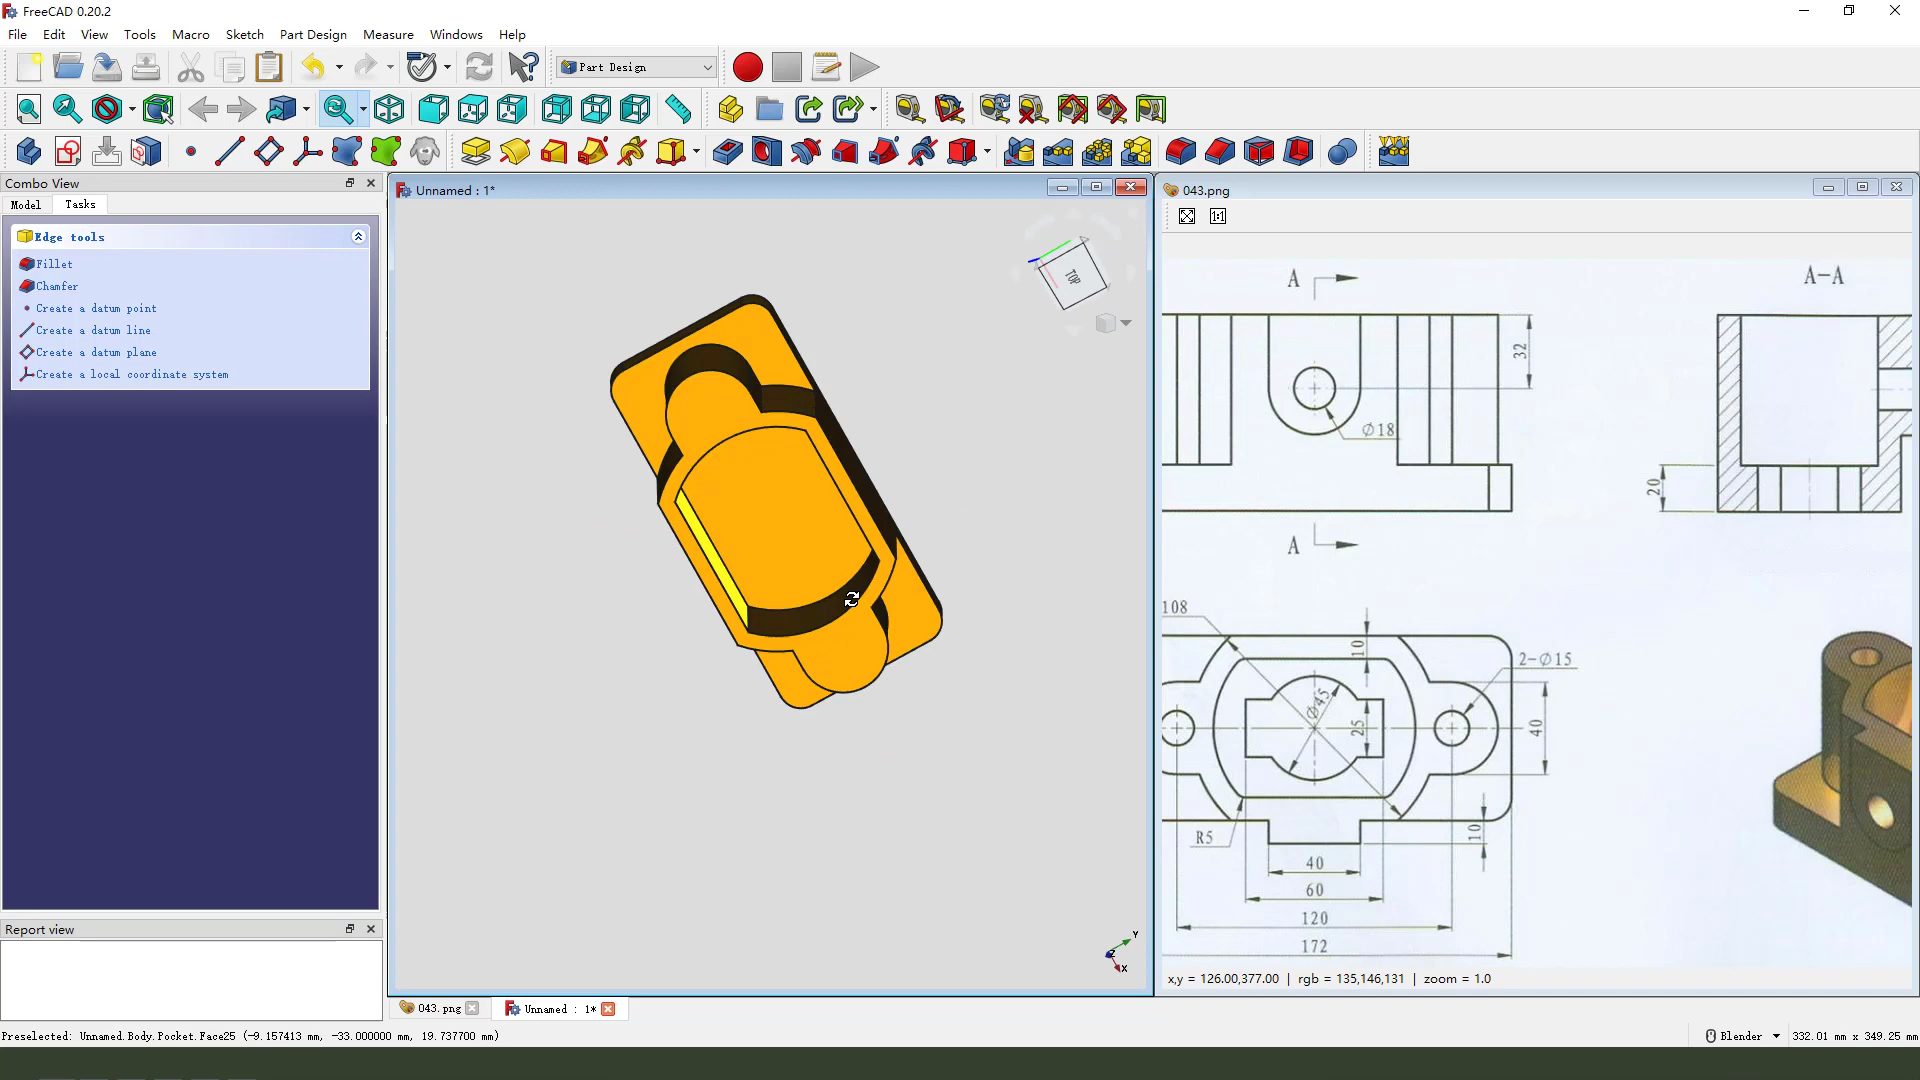 FreeCAD 0.20.2
File Edit View Tools Macro Sketch Part Design Measure Windows Help
Part Design
Combo View
Unnamed : 1*
043.png
Model Tasks
1:1
Edge tools
Fillet
Chamfer
Create a datum point
Create a datum line
Create a datum plane
Create a local coordinate system
TOP
A
A-A
32
Ø18
20
A
108
10
2-Ø15
Ø45
25
40
R5
10
40
60
120
172
Y
Z
X
Report view
x,y = 126.00,377.00 | rgb = 135,146,131 | zoom = 1.0
043.png Unnamed : 1*
Preselected: Unnamed.Body.Pocket.Face25 (-9.157413 mm, -33.000000 mm, 19.737700 mm)
Blender 332.01 mm x 349.25 mm